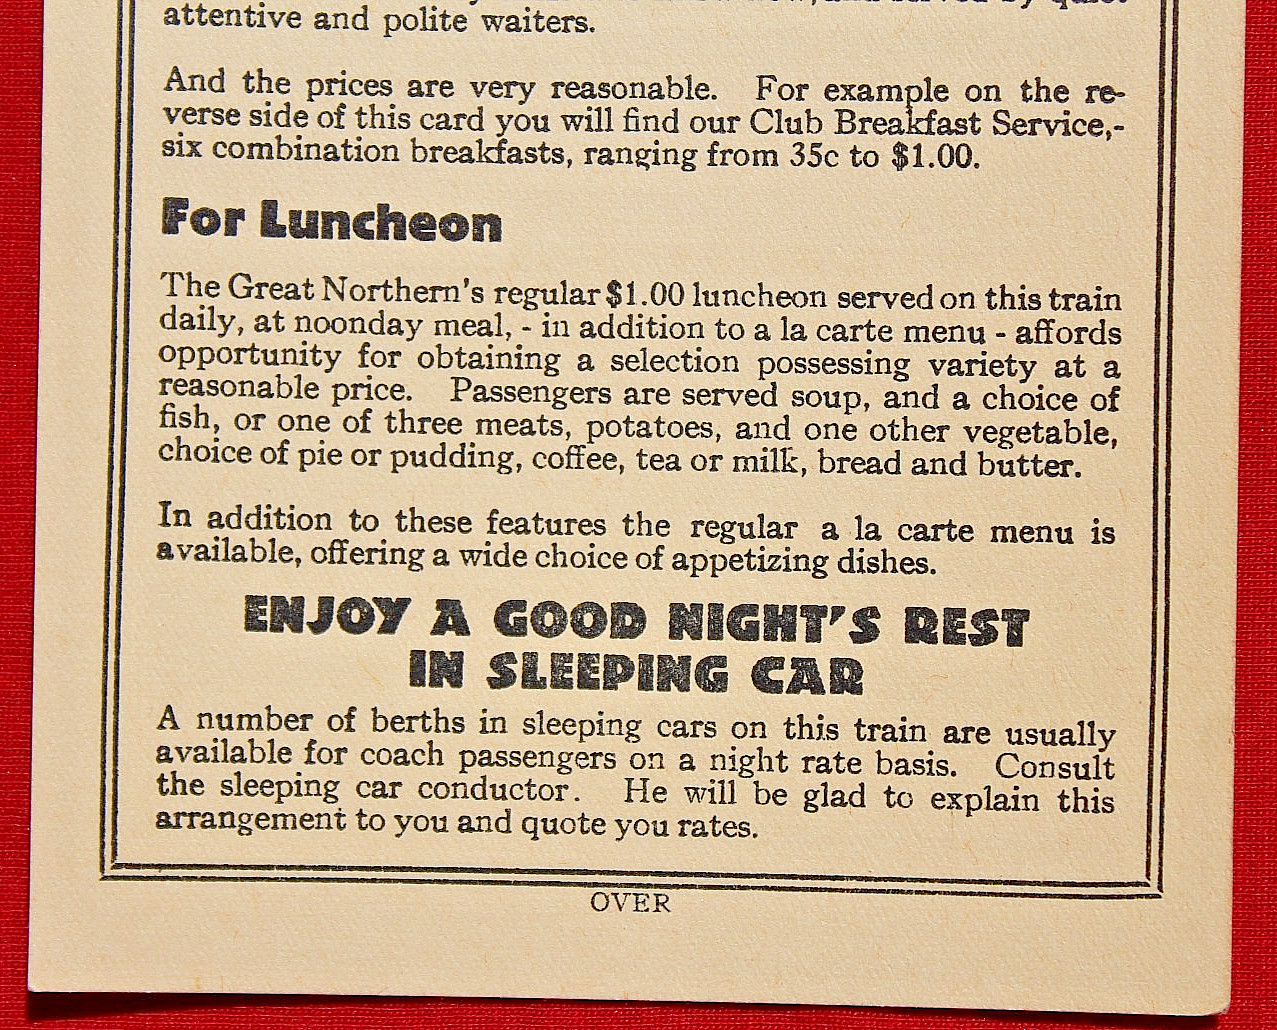 served by
attentive and polite waiters.
And the prices are very reasonable. For example on the re-
verse side of this card you will find our Club Breakfast Service,-
six combination breakfasts, ranging from 35c to $1.00.
For Luncheon
The Great Northern's regular $1.00 luncheon served on this train
daily, at noonday meal, - in addition to a la carte menu - affords
opportunity for obtaining a selection possessing variety at a
reasonable price. Passengers are served soup, and a choice of
fish, or one of three meats, potatoes, and one other vegetable,
choice of pie or pudding, coffee, tea or milk, bread and butter.
In addition to these features the regular a la carte menu is
available, offering a wide choice of appetizing dishes.
ENJOY A GOOD NIGHT'S REST
IN SLEEPING CAR
A number of berths in sleeping cars on this train are usually
available for coach passengers on a night rate basis. Consult
the sleeping car conductor. He will be glad to explain this
arrangement to you and quote you rates.
OVER